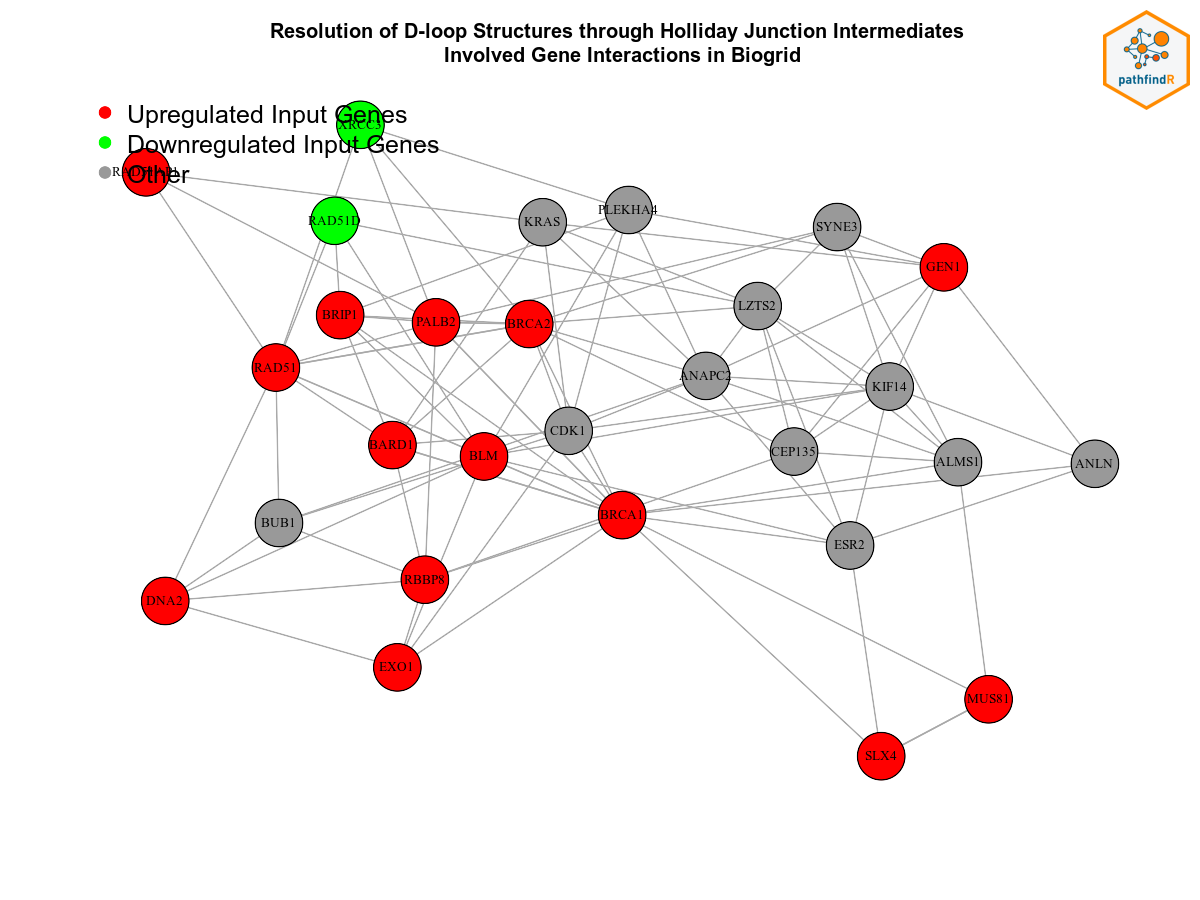 Resolution of D-loop Structures through Holliday Junction Intermediates
Involved Gene Interactions in Biogrid
pathfindR
Upregulated Input Genes
Downregulated Input Genes
Other
XRCC3
RAD51D
KRAS
PLEKHA4
SYNE3
GEN1
LZTS2
BRIP1
PALB2
BRCA2
RAD51
ANAPC2
KIF14
CDK1
BARD1
BLM
CEP135
ALMS1
ANLN
BRCA1
BUB1
ESR2
RBBP8
DNA2
EXO1
MUS81
SLX4